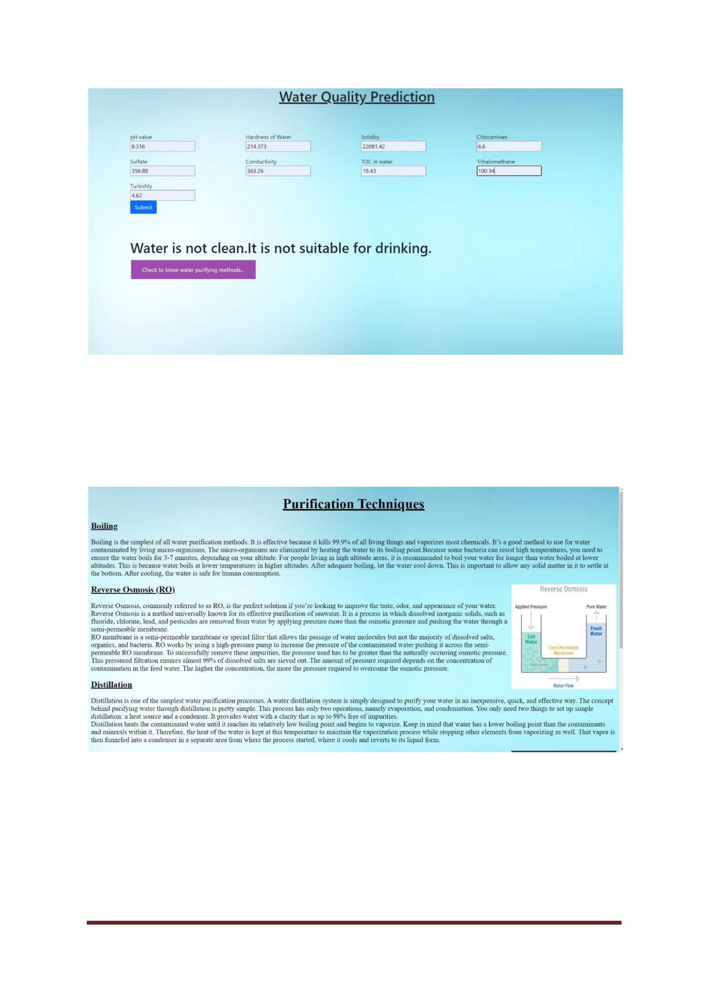 Water Quality Prediction
pH value
8.316
Hardness of Water
214.373
Solidity
22081.42
Chloramines
6.6
Sulfate
356.88
Conductivity
363.26
TOC in water
18.43
Trihalomethane
100.34
Turbidity
4.62
Submit
Water is not clean.It is not suitable for drinking.
Check to know water purifying methods...
Purification Techniques
Boiling
Boiling is the simplest of all water purification methods. It is effective because it kills 99.9% of all living things and vaporizes most chemicals. It’s a good method to use for water
contaminated by living micro-organisms. The micro-organisms are eliminated by heating the water to its boiling point.Because some bacteria can resist high temperatures, you need to
ensure the water boils for 3-7 minutes, depending on your altitude. For people living in high altitude areas, it is recommended to boil your water for longer than water boiled at lower
altitudes. This is because water boils at lower temperatures in higher altitudes. After adequate boiling, let the water cool down. This is important to allow any solid matter in it to settle at
the bottom. After cooling, the water is safe for human consumption.
Reverse Osmosis (RO)
Reverse Osmosis, commonly referred to as RO, is the perfect solution if you’re looking to improve the taste, odor, and appearance of your water.
Reverse Osmosis is a method universally known for its effective purification of seawater. It is a process in which dissolved inorganic solids, such as
fluoride, chlorine, lead, and pesticides are removed from water by applying pressure more than the osmotic pressure and pushing the water through a
semi-permeable membrane.
RO membrane is a semi-permeable membrane or special filter that allows the passage of water molecules but not the majority of dissolved salts,
organics, and bacteria. RO works by using a high-pressure pump to increase the pressure of the contaminated water pushing it across the semi-
permeable RO membrane. To successfully remove these impurities, the pressure used has to be greater than the naturally occurring osmotic pressure.
This pressured filtration ensures almost 99% of dissolved salts are sieved out. The amount of pressure required depends on the concentration of
contamination in the feed water. The higher the concentration, the more the pressure required to overcome the osmotic pressure.
Reverse Osmosis
Applied Pressure
Pure Water
Salt
Water
Fresh
Water
Semi-Permeable
Membrane
Contaminants
Water Flow
Distillation
Distillation is one of the simplest water purification processes. A water distillation system is simply designed to purify your water in an inexpensive, quick, and effective way. The concept
behind purifying water through distillation is pretty simple. This process has only two operations, namely evaporation, and condensation. You only need two things to set up simple
distillation: a heat source and a condenser. It provides water with a clarity that is up to 98% free of impurities.
Distillation heats the contaminated water until it reaches its relatively low boiling point and begins to vaporize. Keep in mind that water has a lower boiling point than the contaminants
and minerals within it. Therefore, the heat of the water is kept at this temperature to maintain the vaporization process while stopping other elements from vaporizing as well. That vapor is
then funneled into a condenser in a separate area from where the process started, where it cools and reverts to its liquid form.